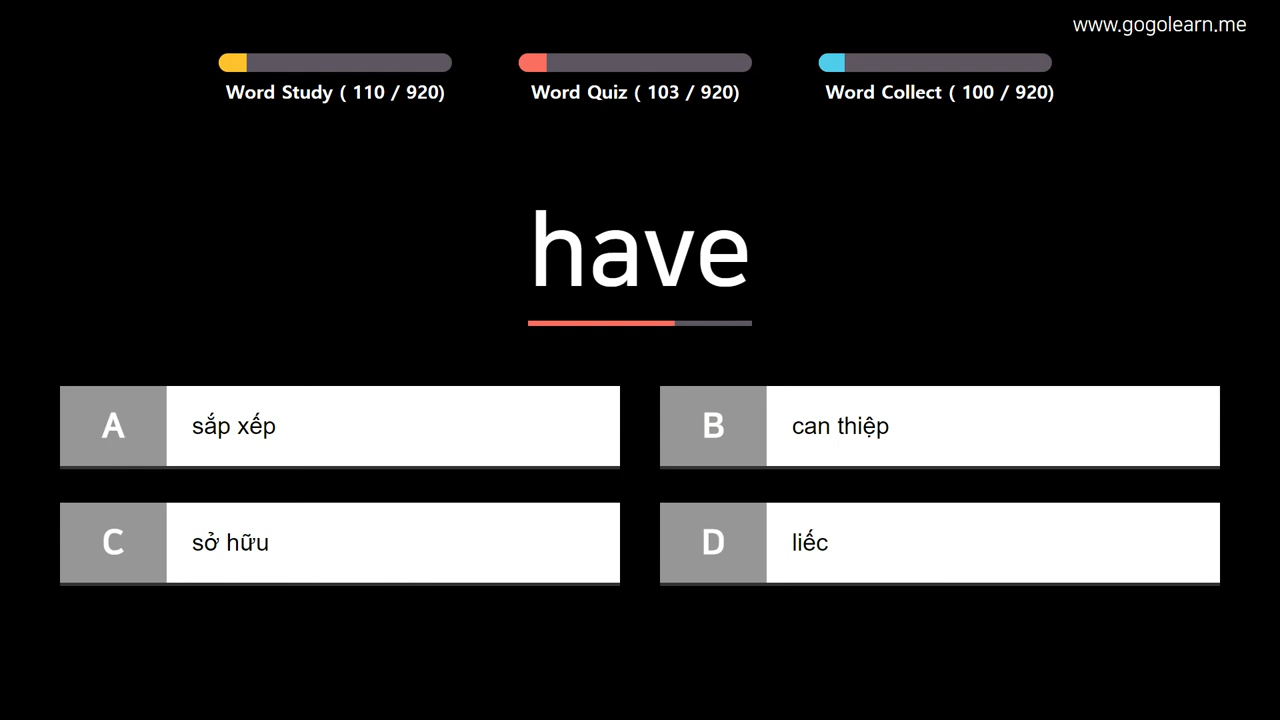 www.gogolearn.me
Word Study ( 110 / 920)
Word Quiz ( 103 / 920)
Word Collect ( 100 / 920)
have
A sắp xếp
B can thiệp
C sở hữu
D liếc